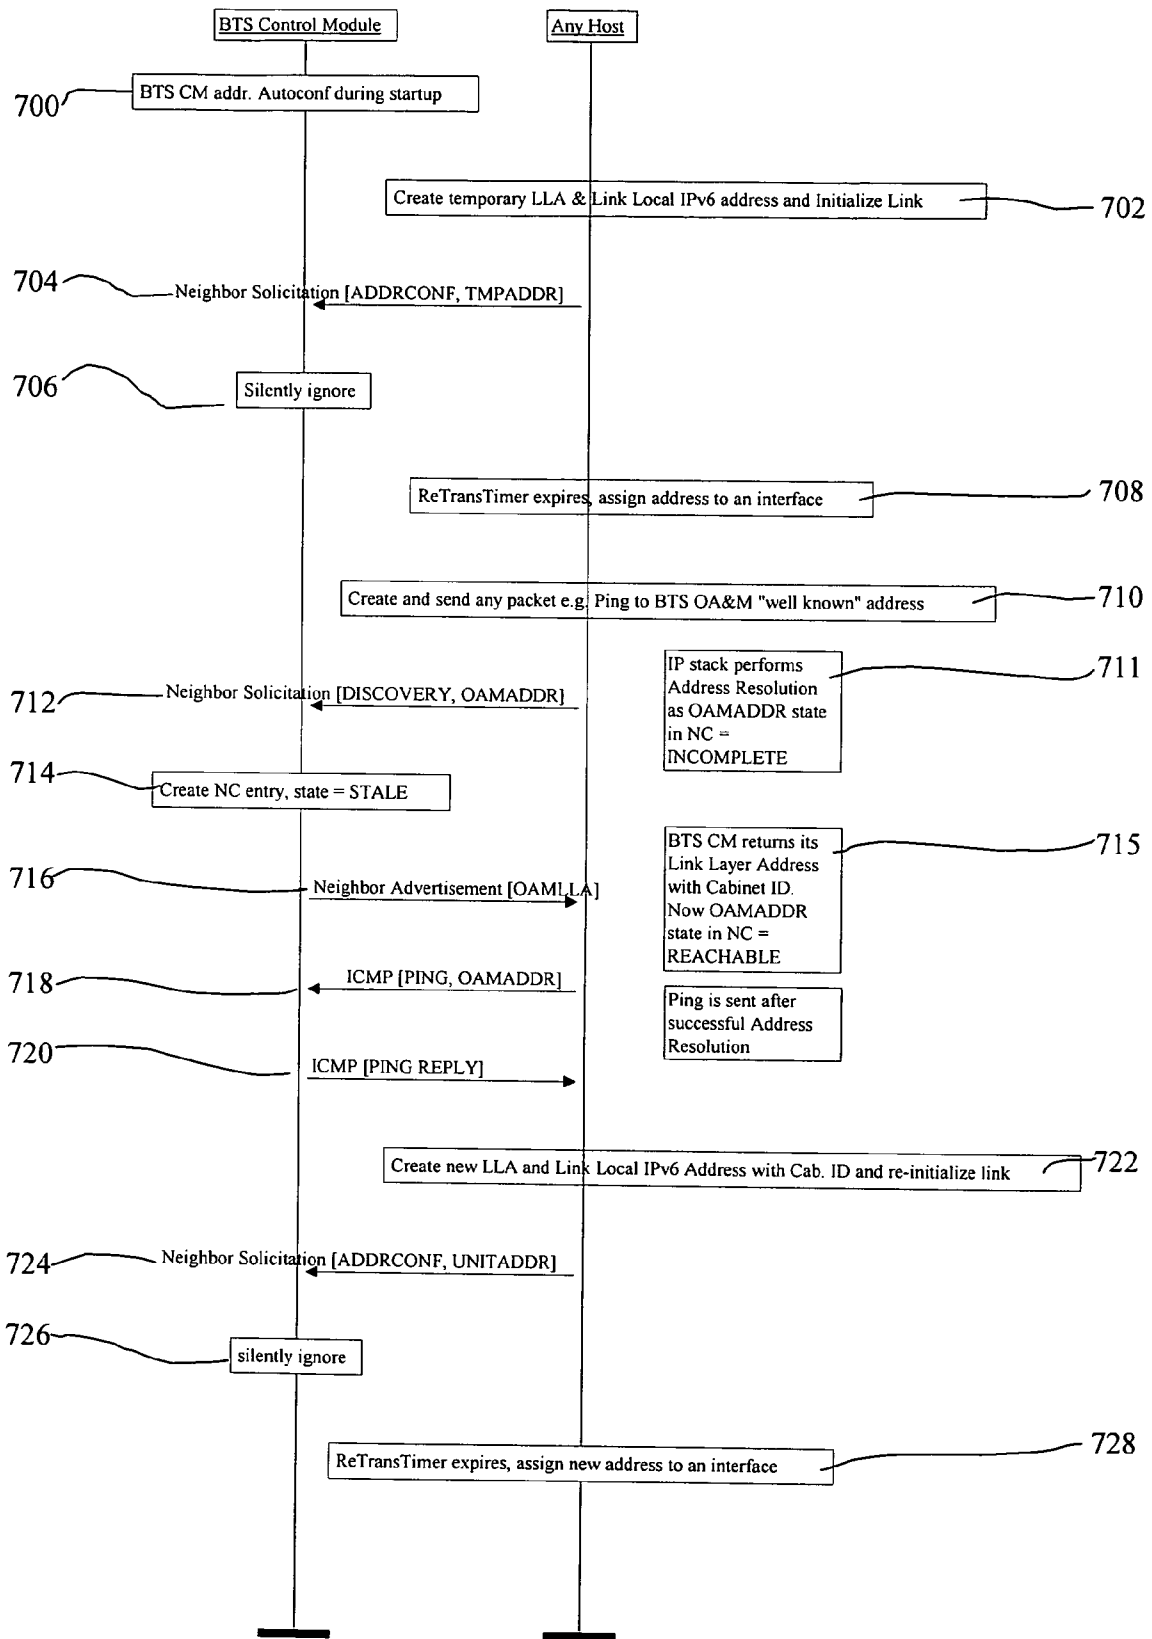 BTS Control Module
Any Host
700
BTS CM addr. Autoconf during startup
Create temporary LLA & Link Local IPv6 address and Initialize Link
702
704
Neighbor Solicitation [ADDRCONF, TMPADDR]
706
Silently ignore
ReTransTimer expires, assign address to an interface
708
Create and send any packet e.g. Ping to BTS OA&M "well known" address
710
IP stack performs
Address Resolution
as OAMADDR state
in NC =
INCOMPLETE
711
712
Neighbor Solicitation [DISCOVERY, OAMADDR]
714
Create NC entry, state = STALE
BTS CM returns its
Link Layer Address
with Cabinet ID.
Now OAMADDR
state in NC =
REACHABLE
715
716
Neighbor Advertisement [OAMLLA]
718
ICMP [PING, OAMADDR]
Ping is sent after
successful Address
Resolution
720
ICMP [PING REPLY]
Create new LLA and Link Local IPv6 Address with Cab. ID and re-initialize link
722
724
Neighbor Solicitation [ADDRCONF, UNITADDR]
726
silently ignore
ReTransTimer expires, assign new address to an interface
728